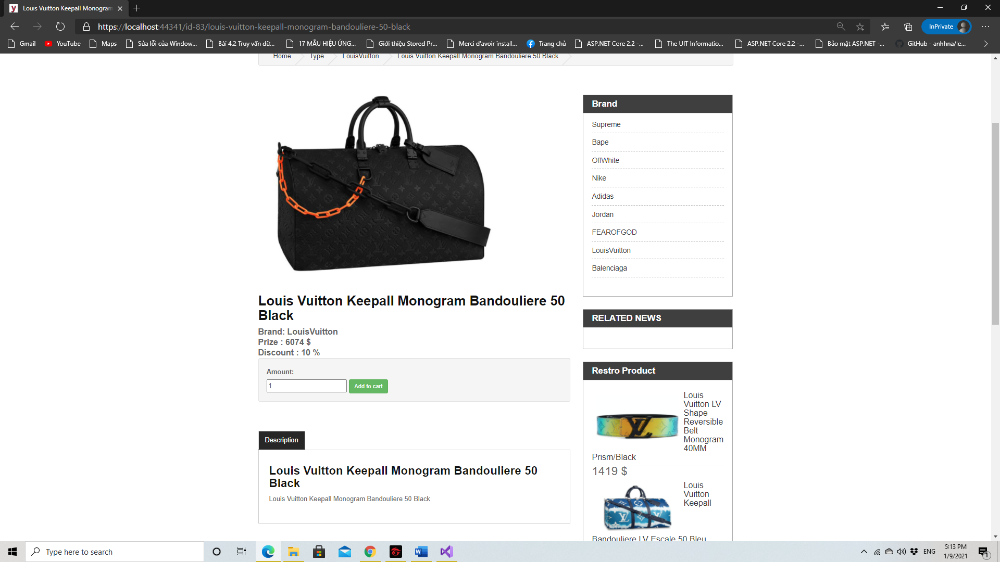 Louis Vuitton Keepall Monogram
https://localhost:44341/id-83/louis-vuitton-keepall-monogram-bandouliere-50-black
InPrivate
Gmail YouTube Maps Sửa lỗi của Window... Bài 4.2 Truy vấn dữ... 17 MẪU HIỆU ỨNG... Giới thiệu Stored Pr... Merci d'avoir install... Trang chủ ASP.NET Core 2.2 -... The UIT Informatio... ASP.NET Core 2.2 -... Bảo mật ASP.NET -... GitHub - anhhna/le...
Home Type LouisVuitton Louis Vuitton Keepall Monogram Bandouliere 50 Black
Louis Vuitton Keepall Monogram Bandouliere 50
Black
Brand: LouisVuitton
Prize : 6074 $
Discount : 10 %
Amount:
1 Add to cart
Description
Louis Vuitton Keepall Monogram Bandouliere 50
Black
Louis Vuitton Keepall Monogram Bandouliere 50 Black
Brand
Supreme
Bape
OffWhite
Nike
Adidas
Jordan
FEAROFGOD
LouisVuitton
Balenciaga
RELATED NEWS
Restro Product
Louis
Vuitton LV
Shape
Reversible
Belt
Monogram
40MM
Prism/Black
1419 $
Louis
Vuitton
Keepall
Bandouliere LV Escale 50 Bleu
Type here to search
ENG
5:13 PM
1/9/2021
1